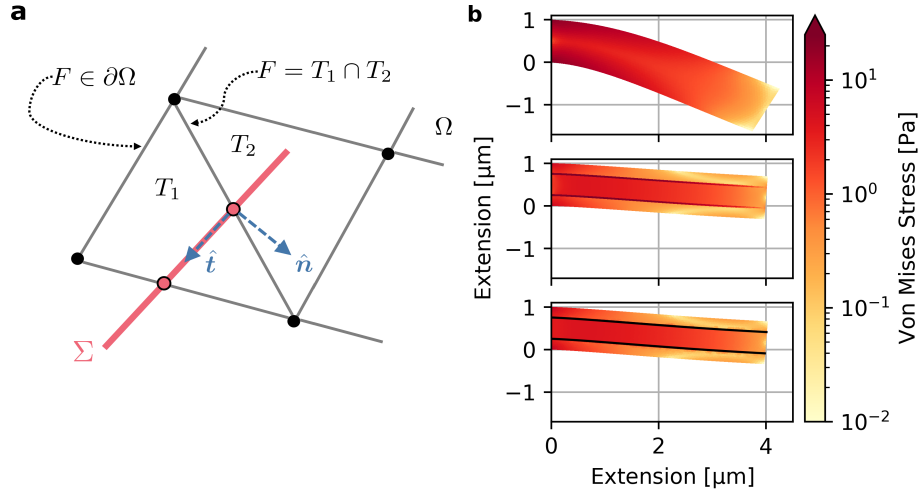 a
F ∈ ∂Ω
F = T₁ ∩ T₂
Ω
T₂
T₁
t̂
n̂
Σ
b
1
0
−1
1
0
−1
1
0
−1
0
2
4
Extension [μm]
Extension [μm]
10¹
10⁰
10⁻¹
10⁻²
Von Mises Stress [Pa]